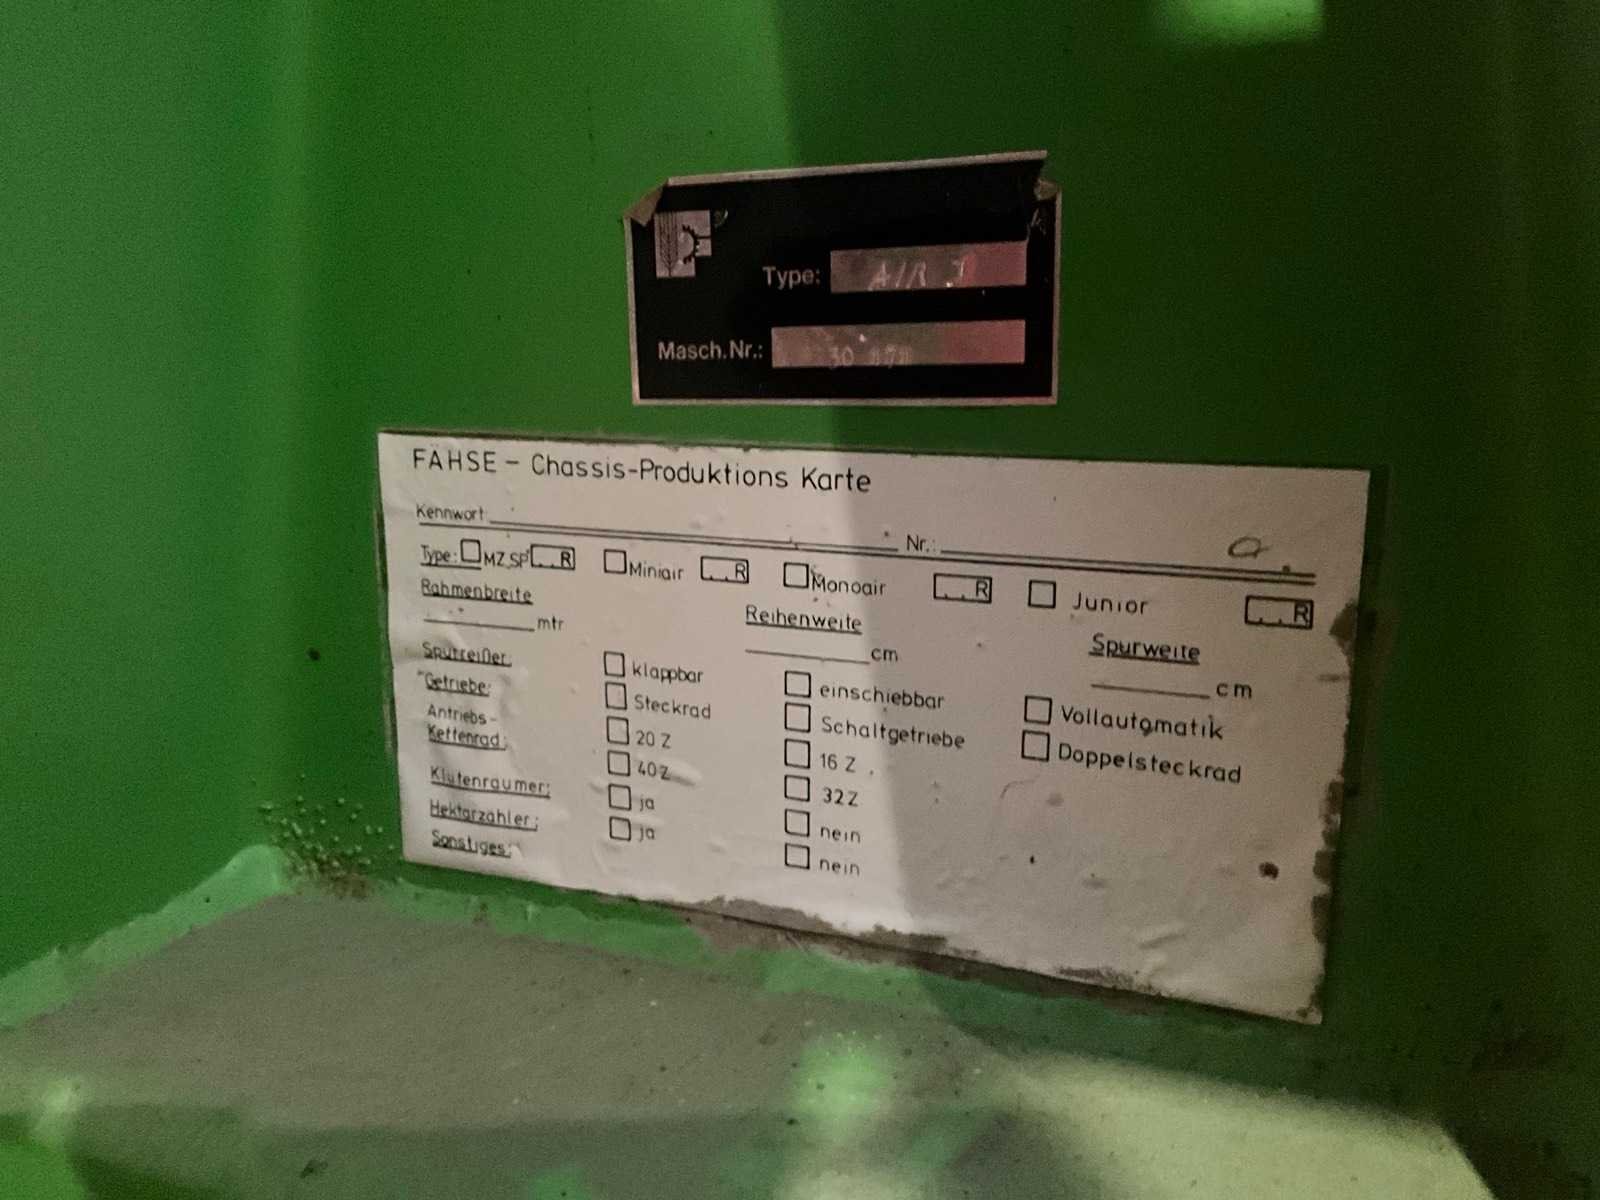 Type: AIR
Masch.Nr.: 30
FÄHSE - Chassis-Produktions Karte
Kennwort: Nr.:
Type: MZ SP R Miniair R Monoair R Junior R
Rahmenbreite mtr Reihenweite cm Spurweite cm
Spurreißer: klappbar einschiebbar Vollautomatik
Getriebe: Steckrad Schaltgetriebe Doppelsteckrad
Antriebs- 20 Z 16 Z
Kettenrad: 40 Z 32 Z
Klutenräumer: ja nein
Hektarzähler: ja nein
Sonstiges: